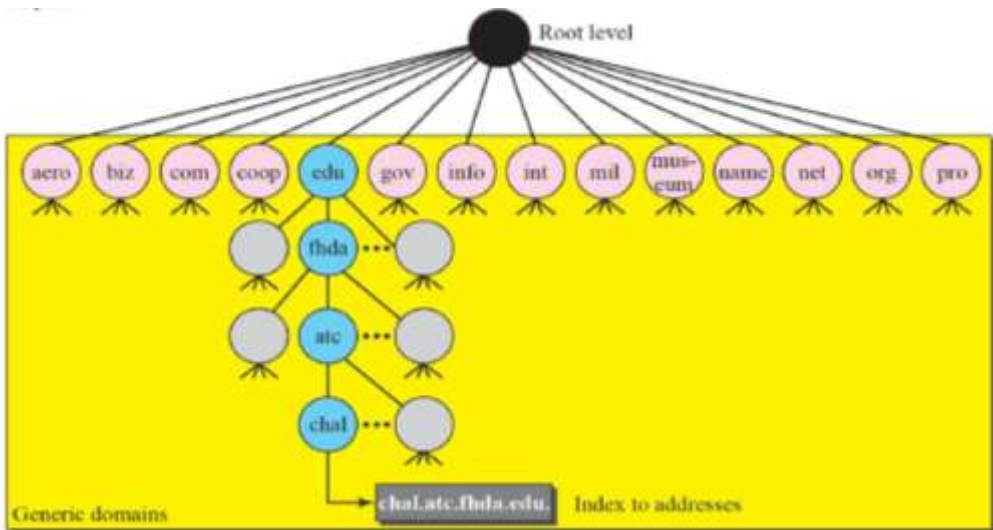 Root level
aero biz com coop edu gov info int mil mus-
eum name net org pro
fhda
atc
chal
chal.atc.fhda.edu.
Index to addresses
Generic domains